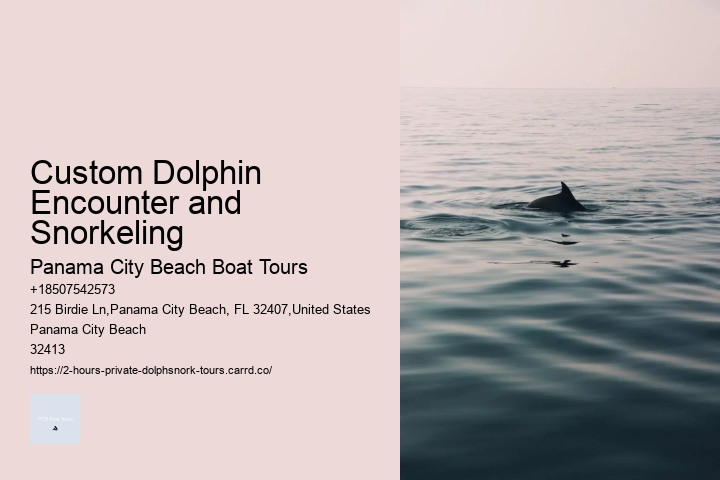 Custom Dolphin
Encounter and
Snorkeling
Panama City Beach Boat Tours
+18507542573
215 Birdie Ln,Panama City Beach, FL 32407,United States
Panama City Beach
32413
https://2-hours-private-dolphsnork-tours.carrd.co/